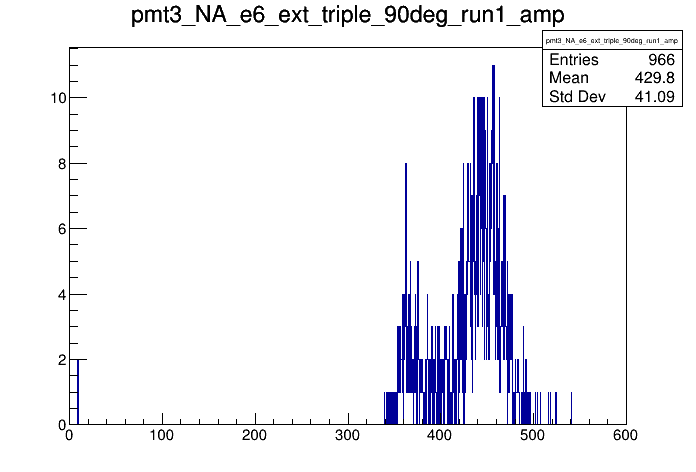 pmt3_NA_e6_ext_triple_90deg_run1_amp
pmt3_NA_e6_ext_triple_90deg_run1_amp
Entries 966
Mean 429.8
Std Dev 41.09
10
8
6
4
2
0
0 100 200 300 400 500 600